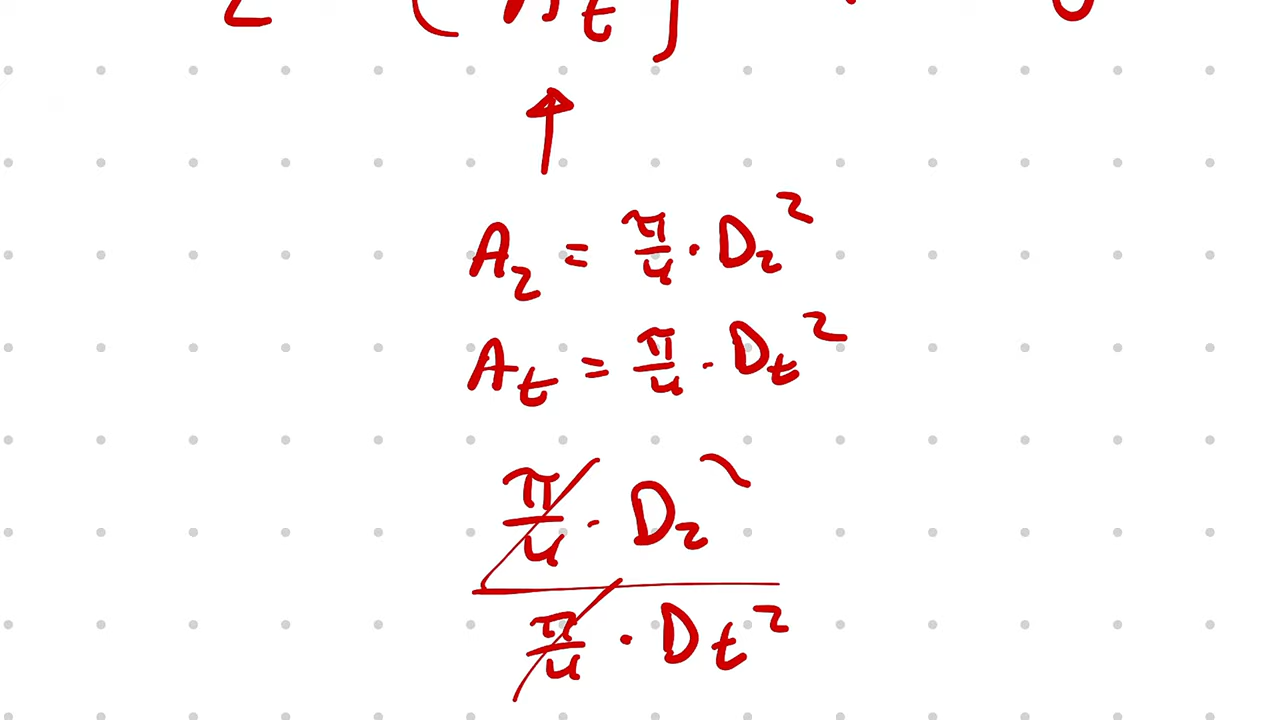 A₂ = π/4 · D₂²
Aₜ = π/4 · Dₜ²
π/4 · D₂²
π/4 · Dₜ²